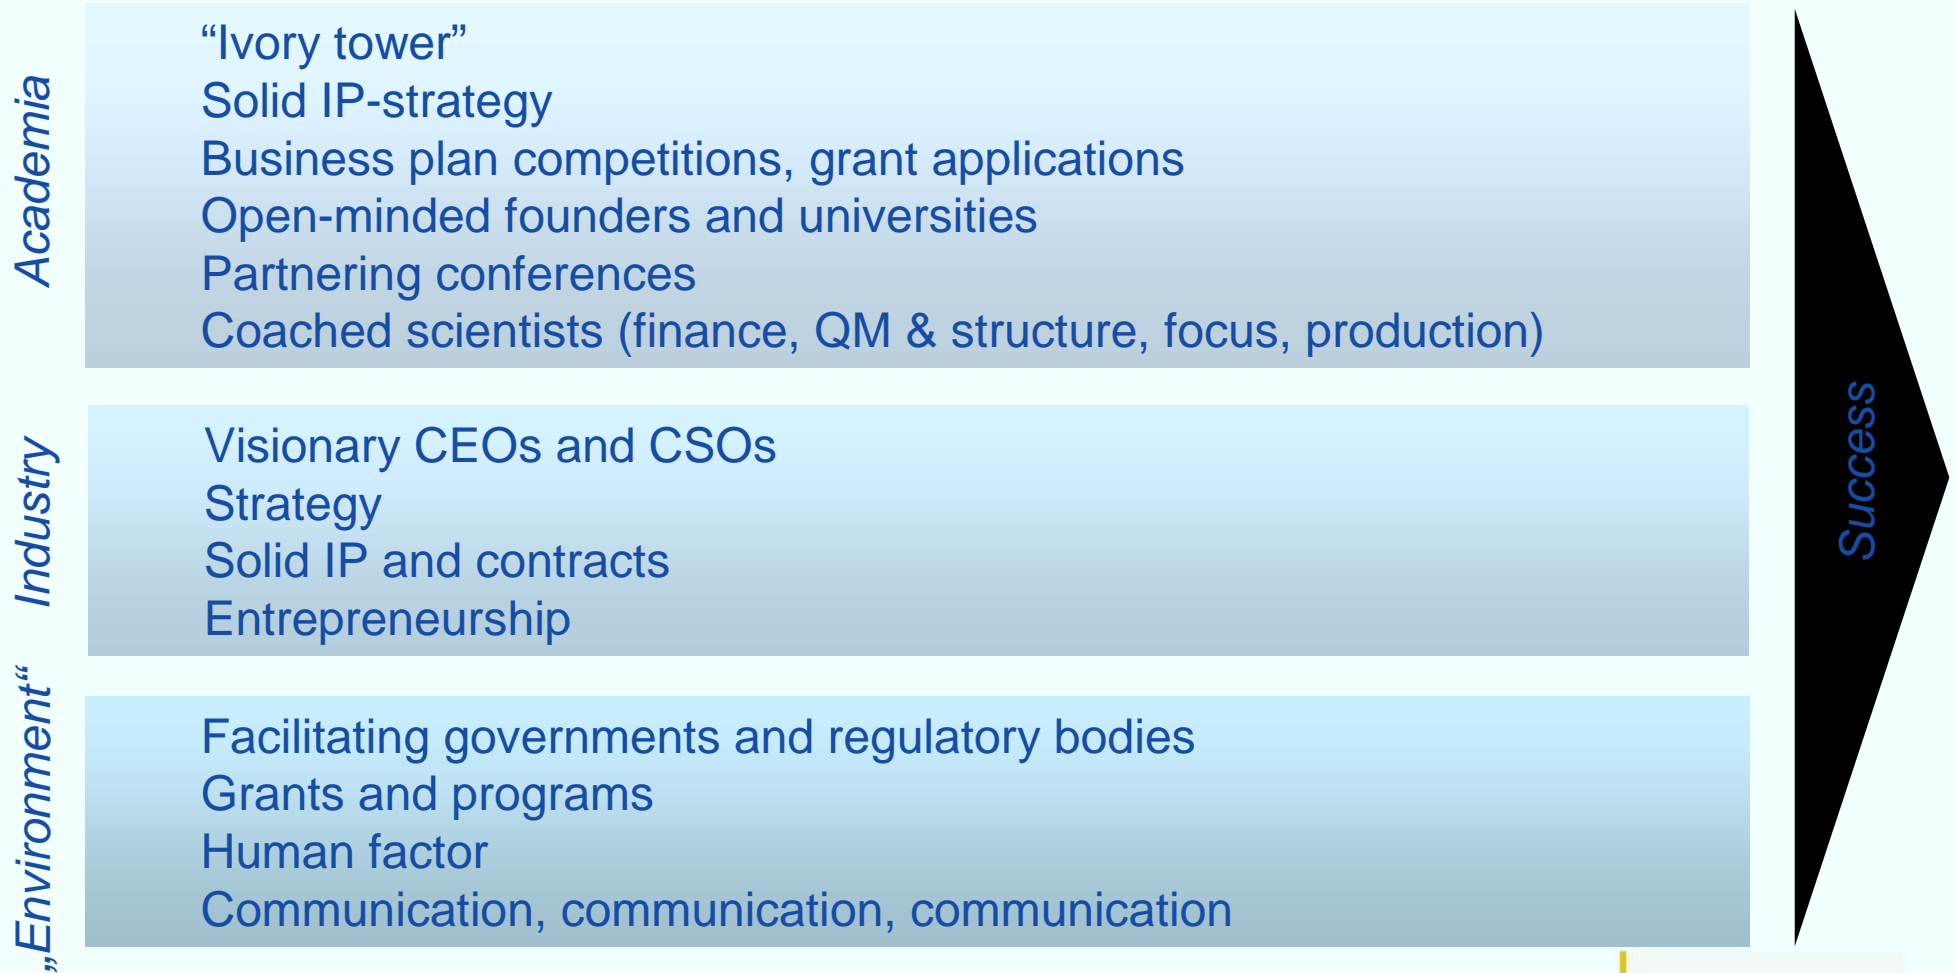 Academia
“Ivory tower”
Solid IP-strategy
Business plan competitions, grant applications
Open-minded founders and universities
Partnering conferences
Coached scientists (finance, QM & structure, focus, production)
Industry
Visionary CEOs and CSOs
Strategy
Solid IP and contracts
Entrepreneurship
„Environment“
Facilitating governments and regulatory bodies
Grants and programs
Human factor
Communication, communication, communication
Success